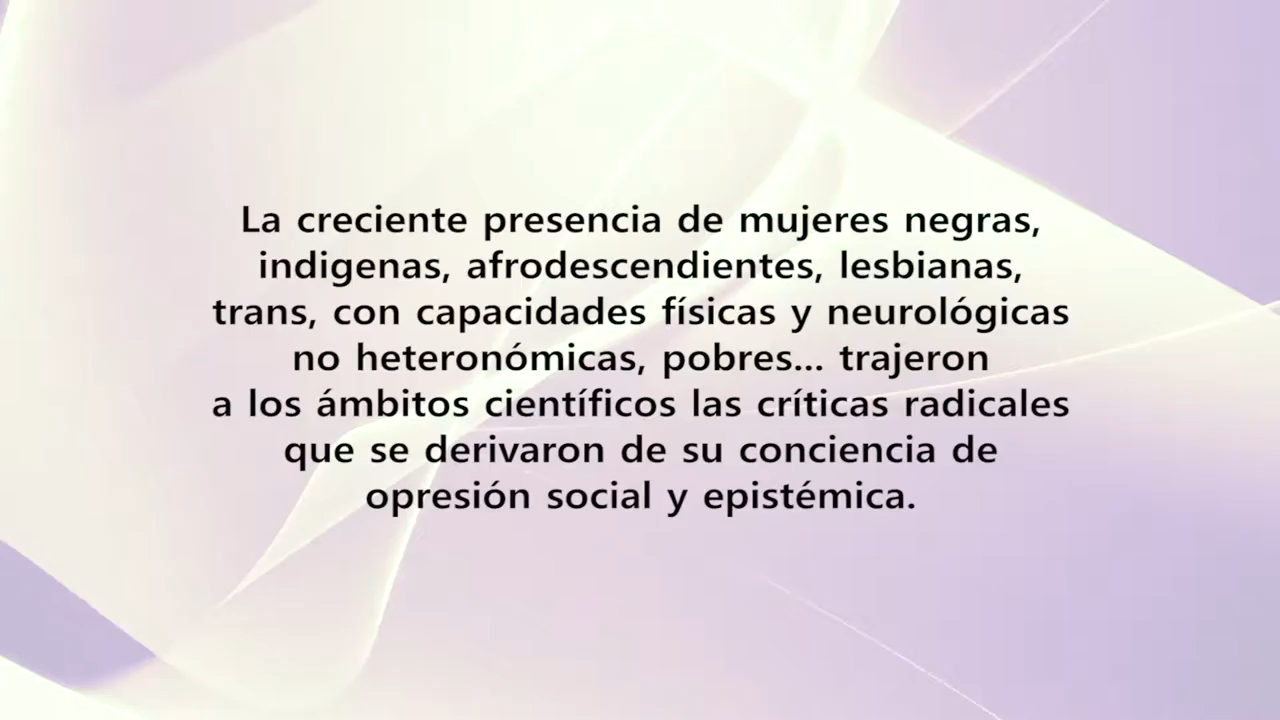 La creciente presencia de mujeres negras,
indigenas, afrodescendientes, lesbianas,
trans, con capacidades físicas y neurológicas
no heteronómicas, pobres... trajeron
a los ámbitos científicos las críticas radicales
que se derivaron de su conciencia de
opresión social y epistémica.